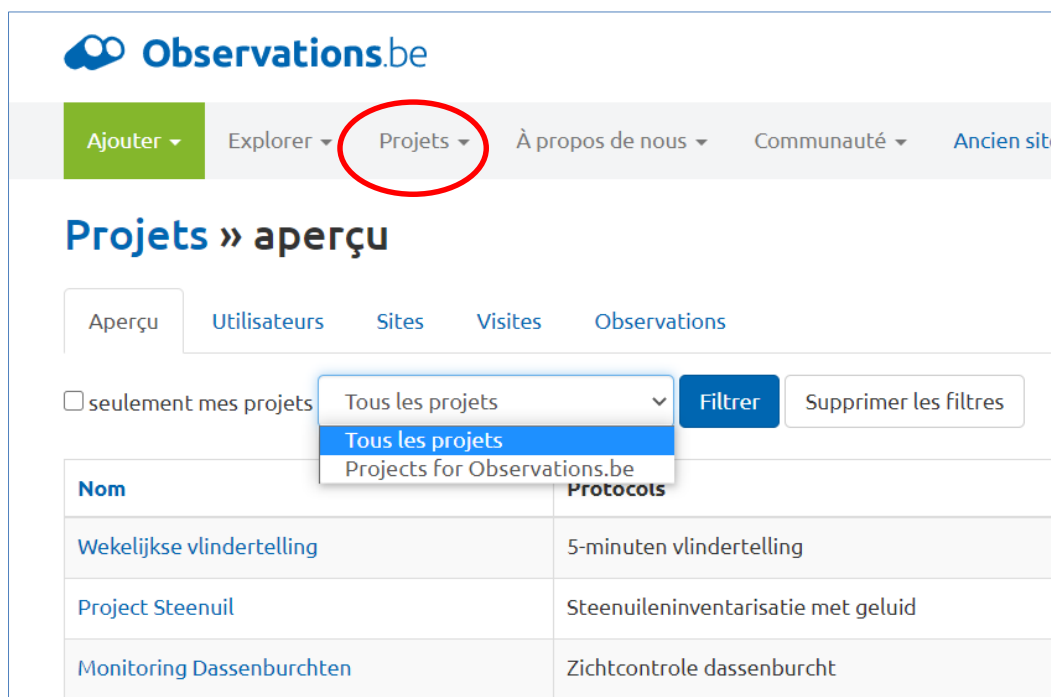 Observations.be
Ajouter Explorer Projets À propos de nous Communauté Ancien site
Projets » aperçu
Aperçu Utilisateurs Sites Visites Observations
seulement mes projets Tous les projets Filtrer Supprimer les filtres
Tous les projets
Projects for Observations.be
Nom Protocols
Wekelijkse vlindertelling 5-minuten vlindertelling
Project Steenuil Steenuileninventarisatie met geluid
Monitoring Dassenburchten Zichtcontrole dassenburcht